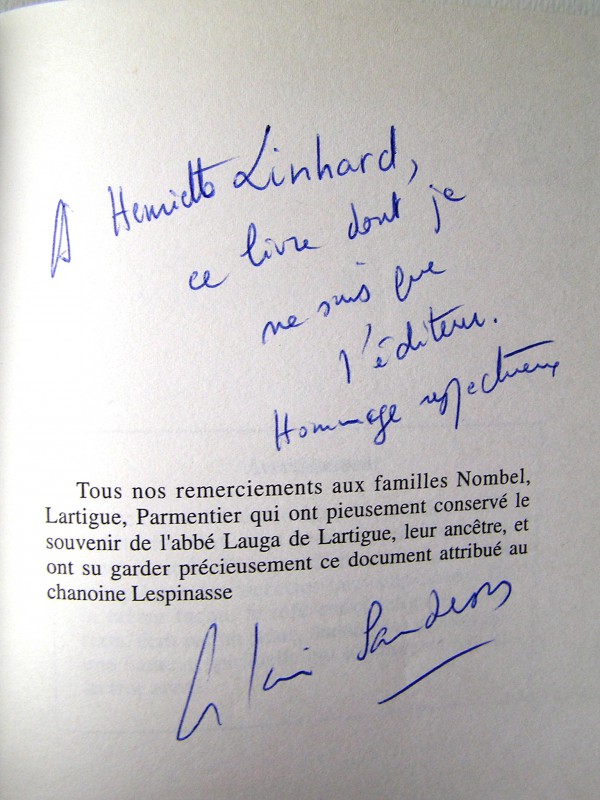 A Henriette Linhard,
ce livre dont je
ne suis que
l'éditeur.
Hommage respectueux
Tous nos remerciements aux familles Nombel,
Lartigue, Parmentier qui ont pieusement conservé le
souvenir de l'abbé Lauga de Lartigue, leur ancêtre, et
ont su garder précieusement ce document attribué au
chanoine Lespinasse
Alain Sanders